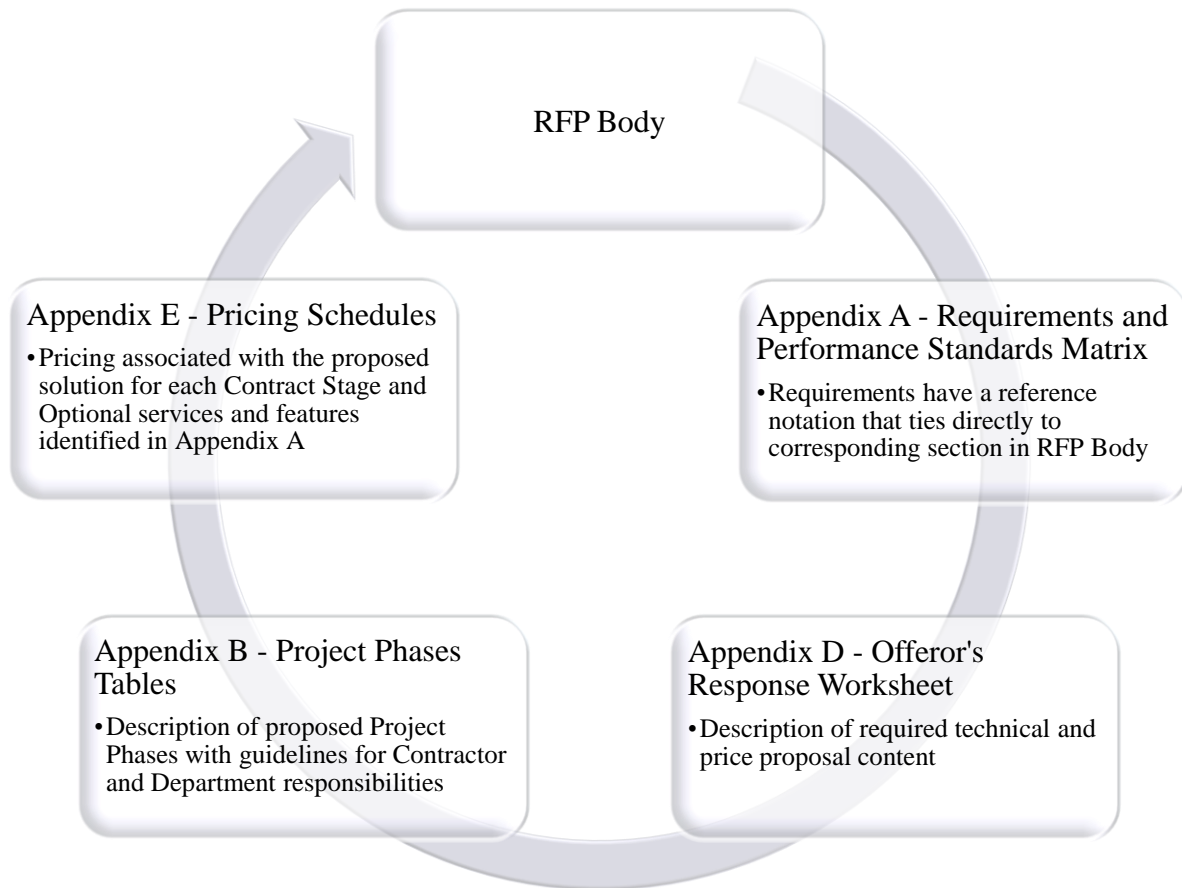 RFP Body
Appendix A - Requirements and
Performance Standards Matrix
•Requirements have a reference
notation that ties directly to
corresponding section in RFP Body
Appendix D - Offeror's
Response Worksheet
•Description of required technical and
price proposal content
Appendix B - Project Phases
Tables
•Description of proposed Project
Phases with guidelines for Contractor
and Department responsibilities
Appendix E - Pricing Schedules
•Pricing associated with the proposed
solution for each Contract Stage and
Optional services and features
identified in Appendix A